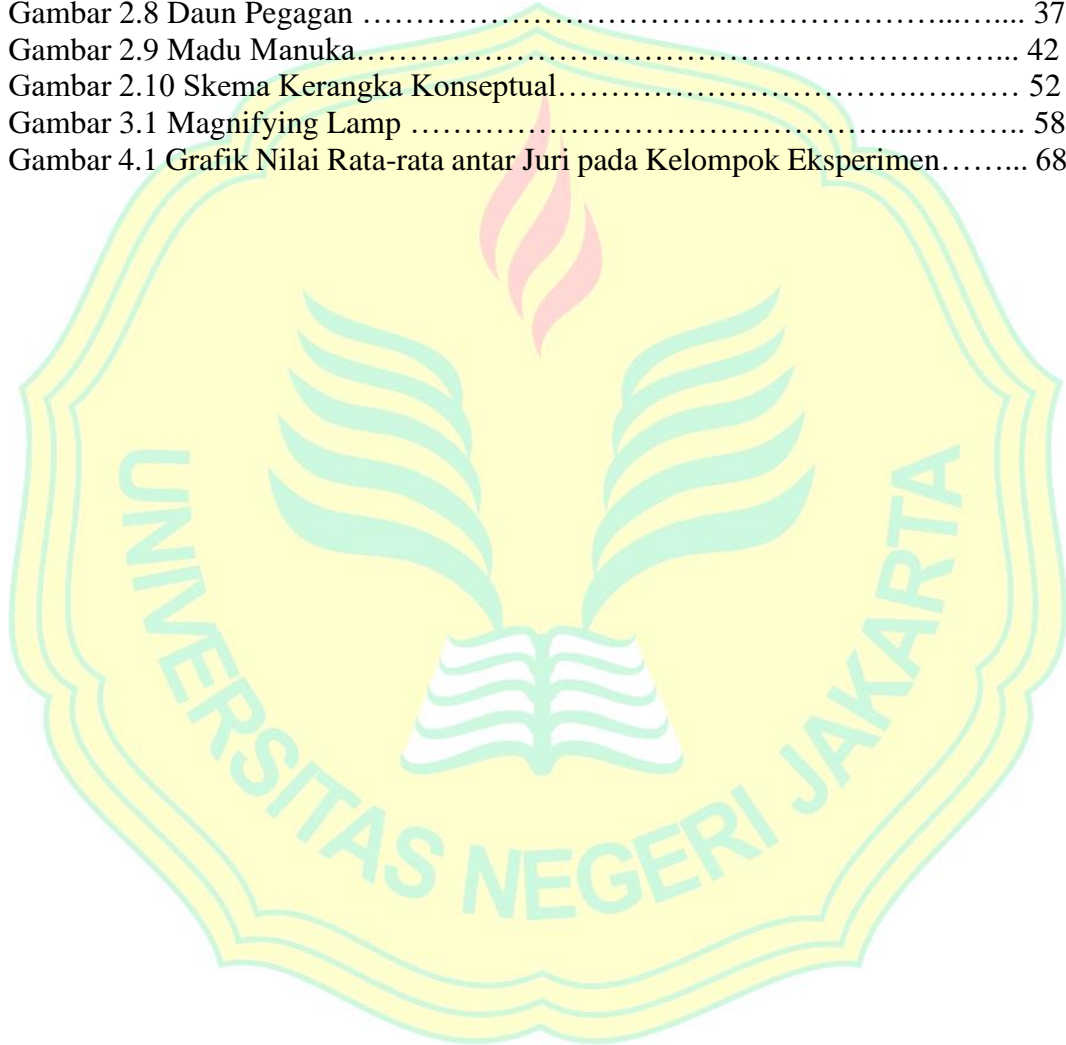 Gambar 2.8 Daun Pegagan ………………………………………………...….... 37
Gambar 2.9 Madu Manuka………………………………………………………... 42
Gambar 2.10 Skema Kerangka Konseptual………………………….….…… 52
Gambar 3.1 Magnifying Lamp ………………………………………...……….. 58
Gambar 4.1 Grafik Nilai Rata-rata antar Juri pada Kelompok Eksperimen……... 68
UNIVERSITAS NEGERI JAKARTA